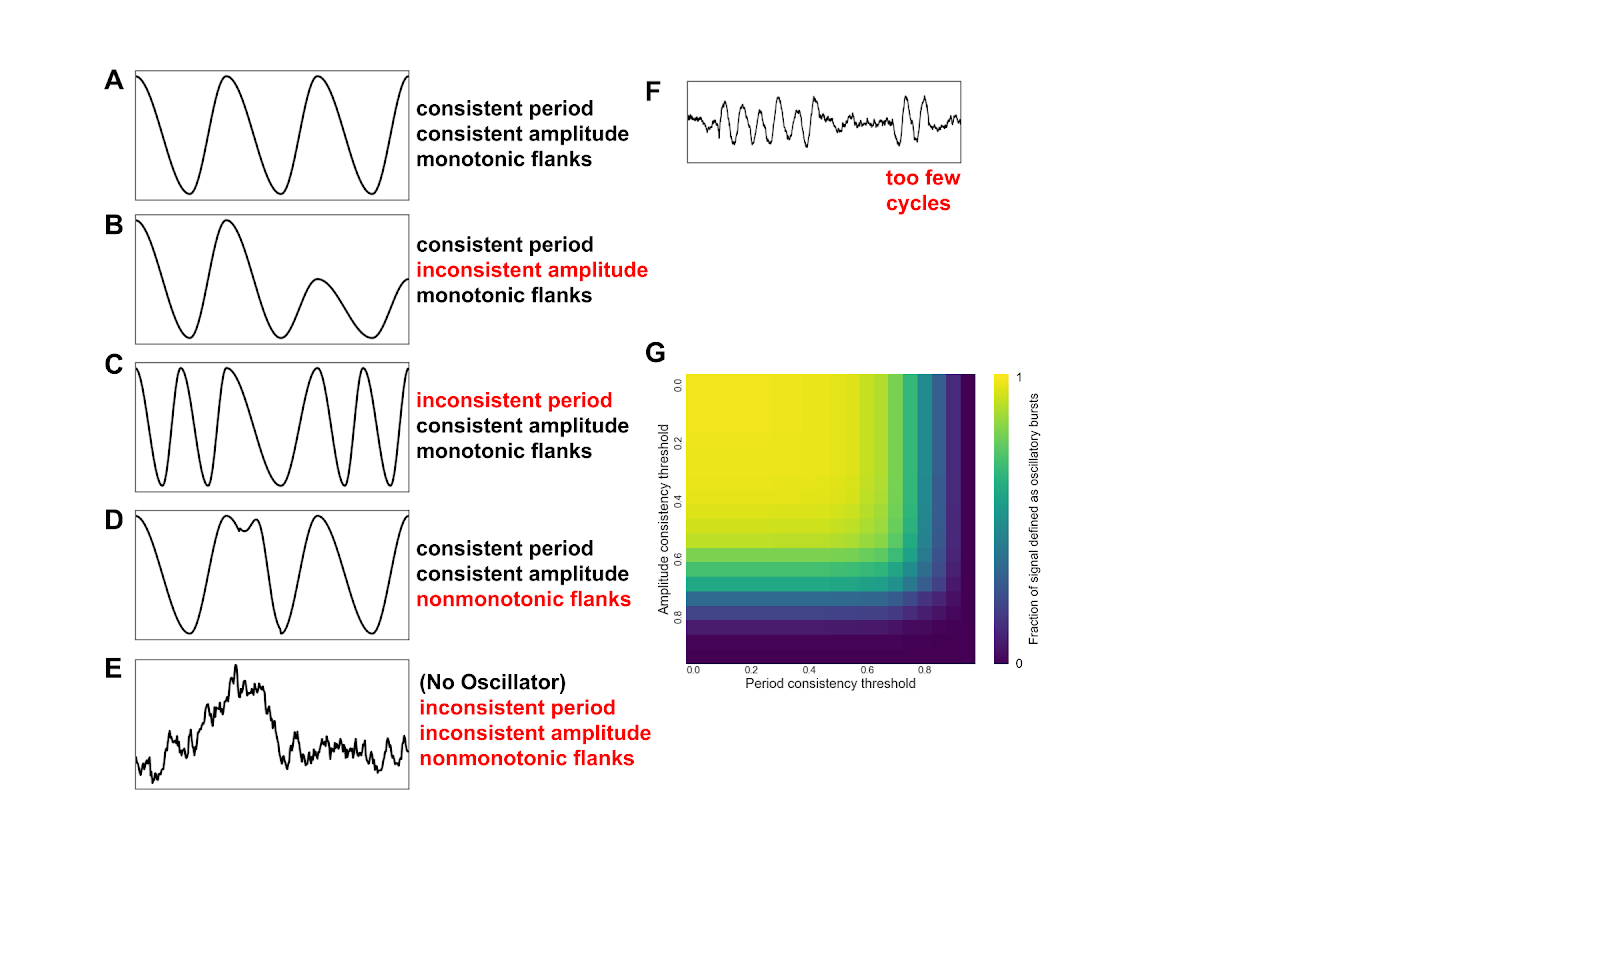 A
consistent period
consistent amplitude
monotonic flanks
B
consistent period
inconsistent amplitude
monotonic flanks
C
inconsistent period
consistent amplitude
monotonic flanks
D
consistent period
consistent amplitude
nonmonotonic flanks
E
(No Oscillator)
inconsistent period
inconsistent amplitude
nonmonotonic flanks
F
too few
cycles
G
Amplitude consistency threshold
0.0
0.2
0.4
0.6
0.8
0.0 0.2 0.4 0.6 0.8
Period consistency threshold
1
0
Fraction of signal defined as oscillatory bursts